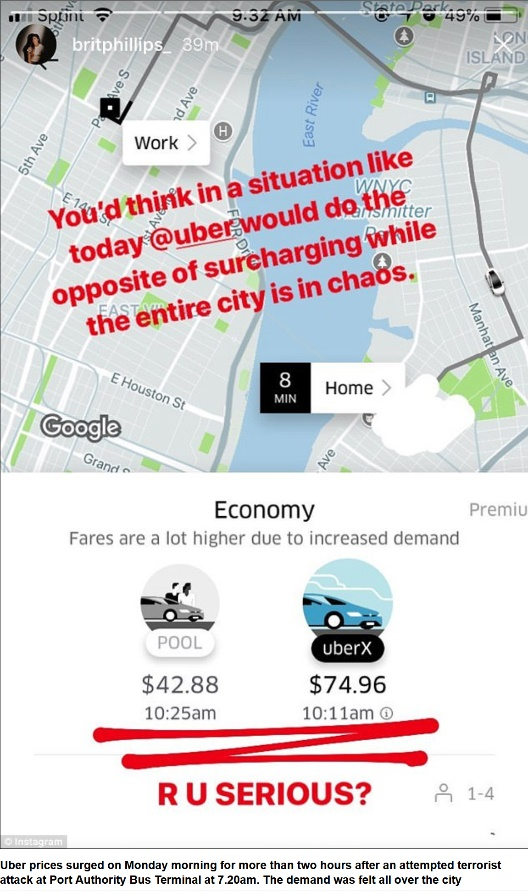 Sprint 9:32 AM 49%
State Park
britphillips_ 39m
LONG
ISLAND
Park Ave S
2nd Ave
5th Ave
Work >
H
East River
You'd think in a situation like
today @uber would do the
opposite of surcharging while
the entire city is in chaos.
E 14th St
1st Ave
FDR Dr
WNYC
Transmitter
Park
EAST VILLAGE
Manhattan Ave
8
MIN
Home >
E Houston St
Google
Grand
Ave
Economy
Premiu
Fares are a lot higher due to increased demand
POOL
uberX
$42.88
$74.96
10:25am
10:11am
R U SERIOUS?
1-4
© Instagram
Uber prices surged on Monday morning for more than two hours after an attempted terrorist
attack at Port Authority Bus Terminal at 7.20am. The demand was felt all over the city